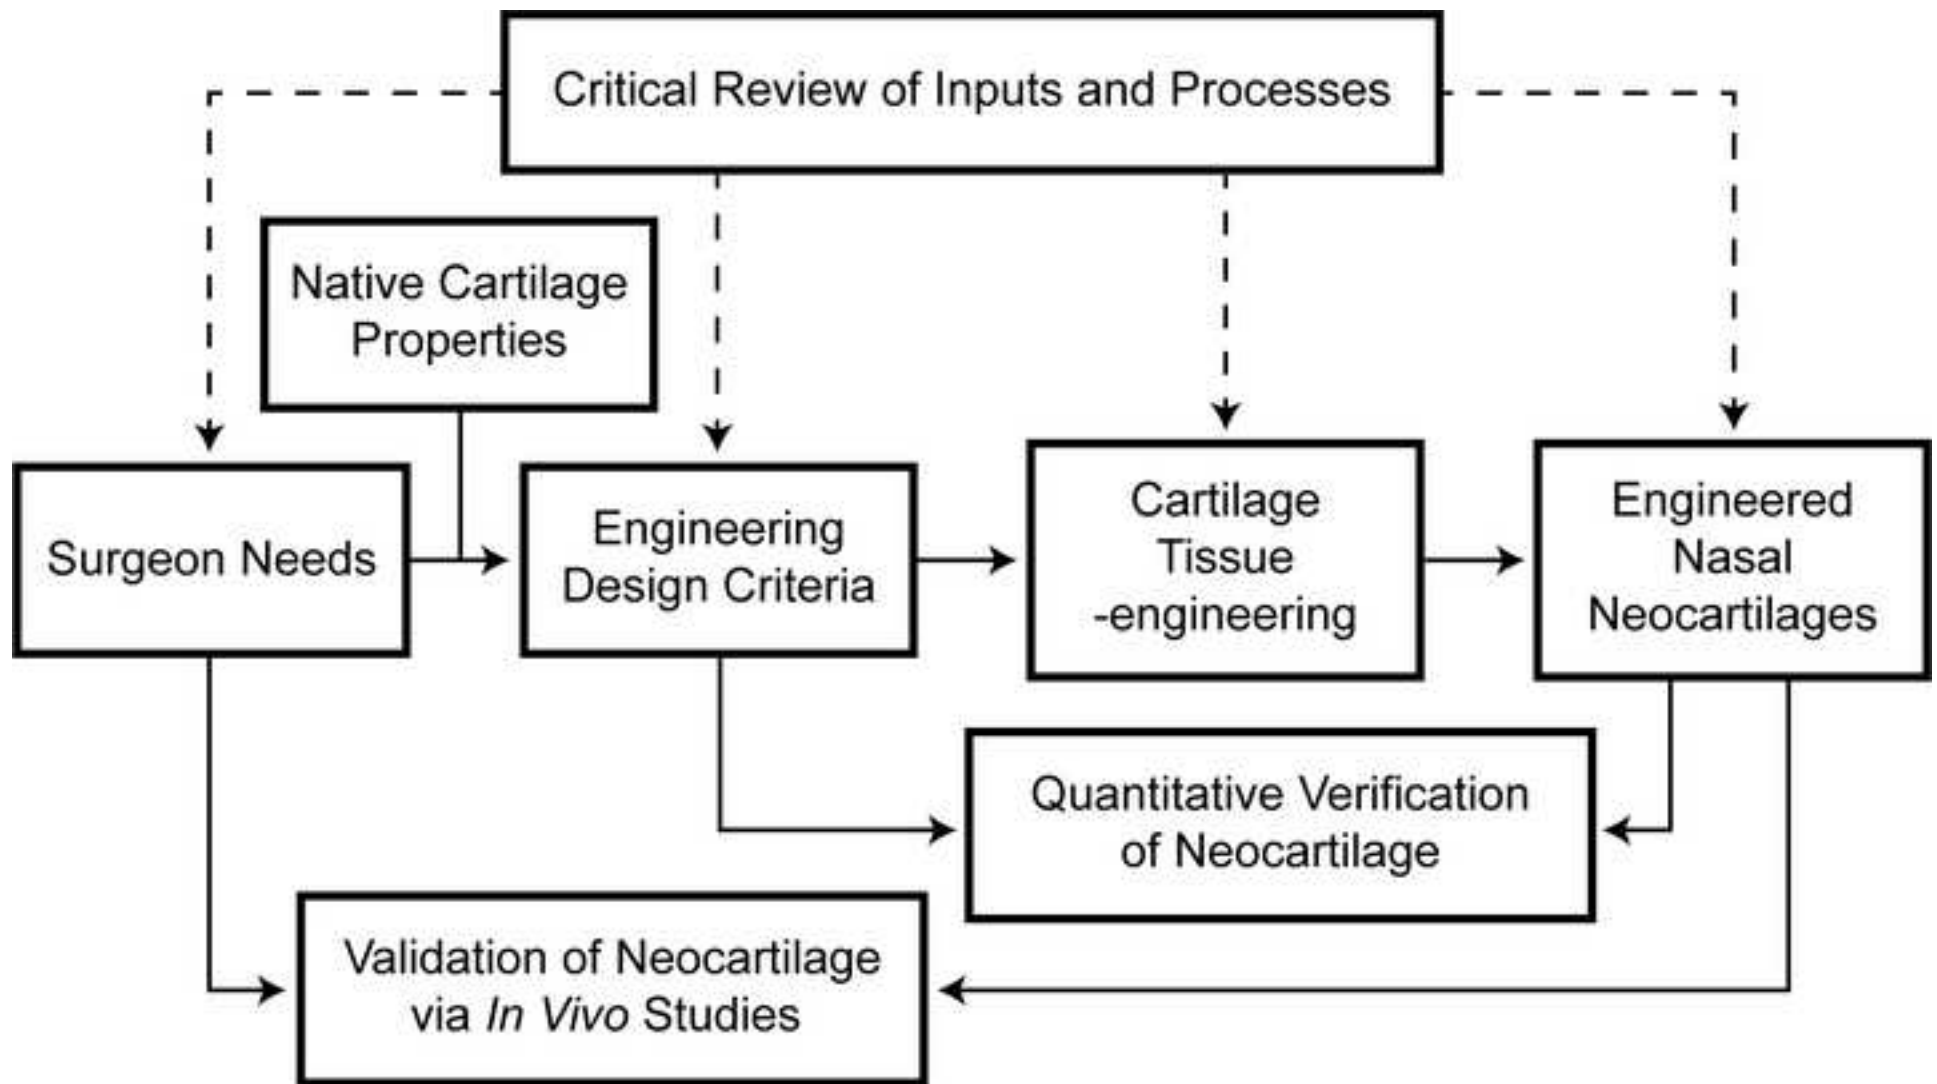 Critical Review of Inputs and Processes
Native Cartilage
Properties
Surgeon Needs
Engineering
Design Criteria
Cartilage
Tissue
-engineering
Engineered
Nasal
Neocartilages
Quantitative Verification
of Neocartilage
Validation of Neocartilage
via In Vivo Studies